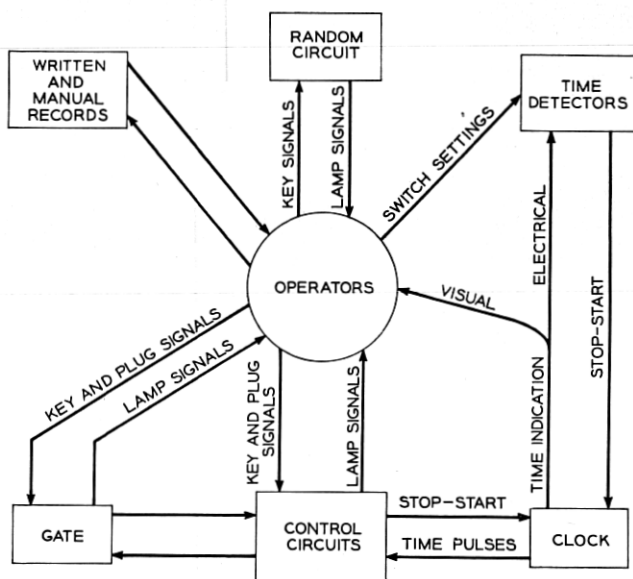 RANDOM
CIRCUIT
WRITTEN
AND
MANUAL
RECORDS
TIME
DETECTORS
KEY SIGNALS
LAMP SIGNALS
SWITCH SETTINGS
ELECTRICAL
OPERATORS
VISUAL
STOP-START
KEY AND PLUG SIGNALS
LAMP SIGNALS
KEY AND PLUG
SIGNALS
LAMP SIGNALS
TIME INDICATION
GATE
CONTROL
CIRCUITS
STOP-START
TIME PULSES
CLOCK